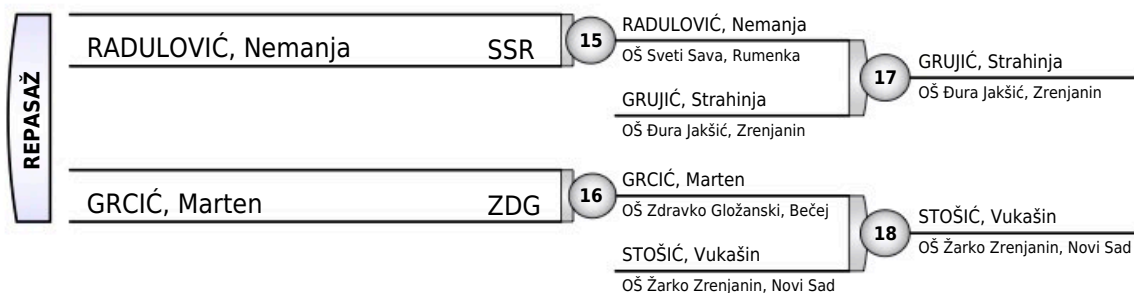 REPASAŽ
RADULOVIĆ, Nemanja SSR
15
RADULOVIĆ, Nemanja
OŠ Sveti Sava, Rumenka
GRUJIĆ, Strahinja
OŠ Đura Jakšić, Zrenjanin
17
GRUJIĆ, Strahinja
OŠ Đura Jakšić, Zrenjanin
GRCIĆ, Marten ZDG
16
GRCIĆ, Marten
OŠ Zdravko Gložanski, Bečej
STOŠIĆ, Vukašin
OŠ Žarko Zrenjanin, Novi Sad
18
STOŠIĆ, Vukašin
OŠ Žarko Zrenjanin, Novi Sad